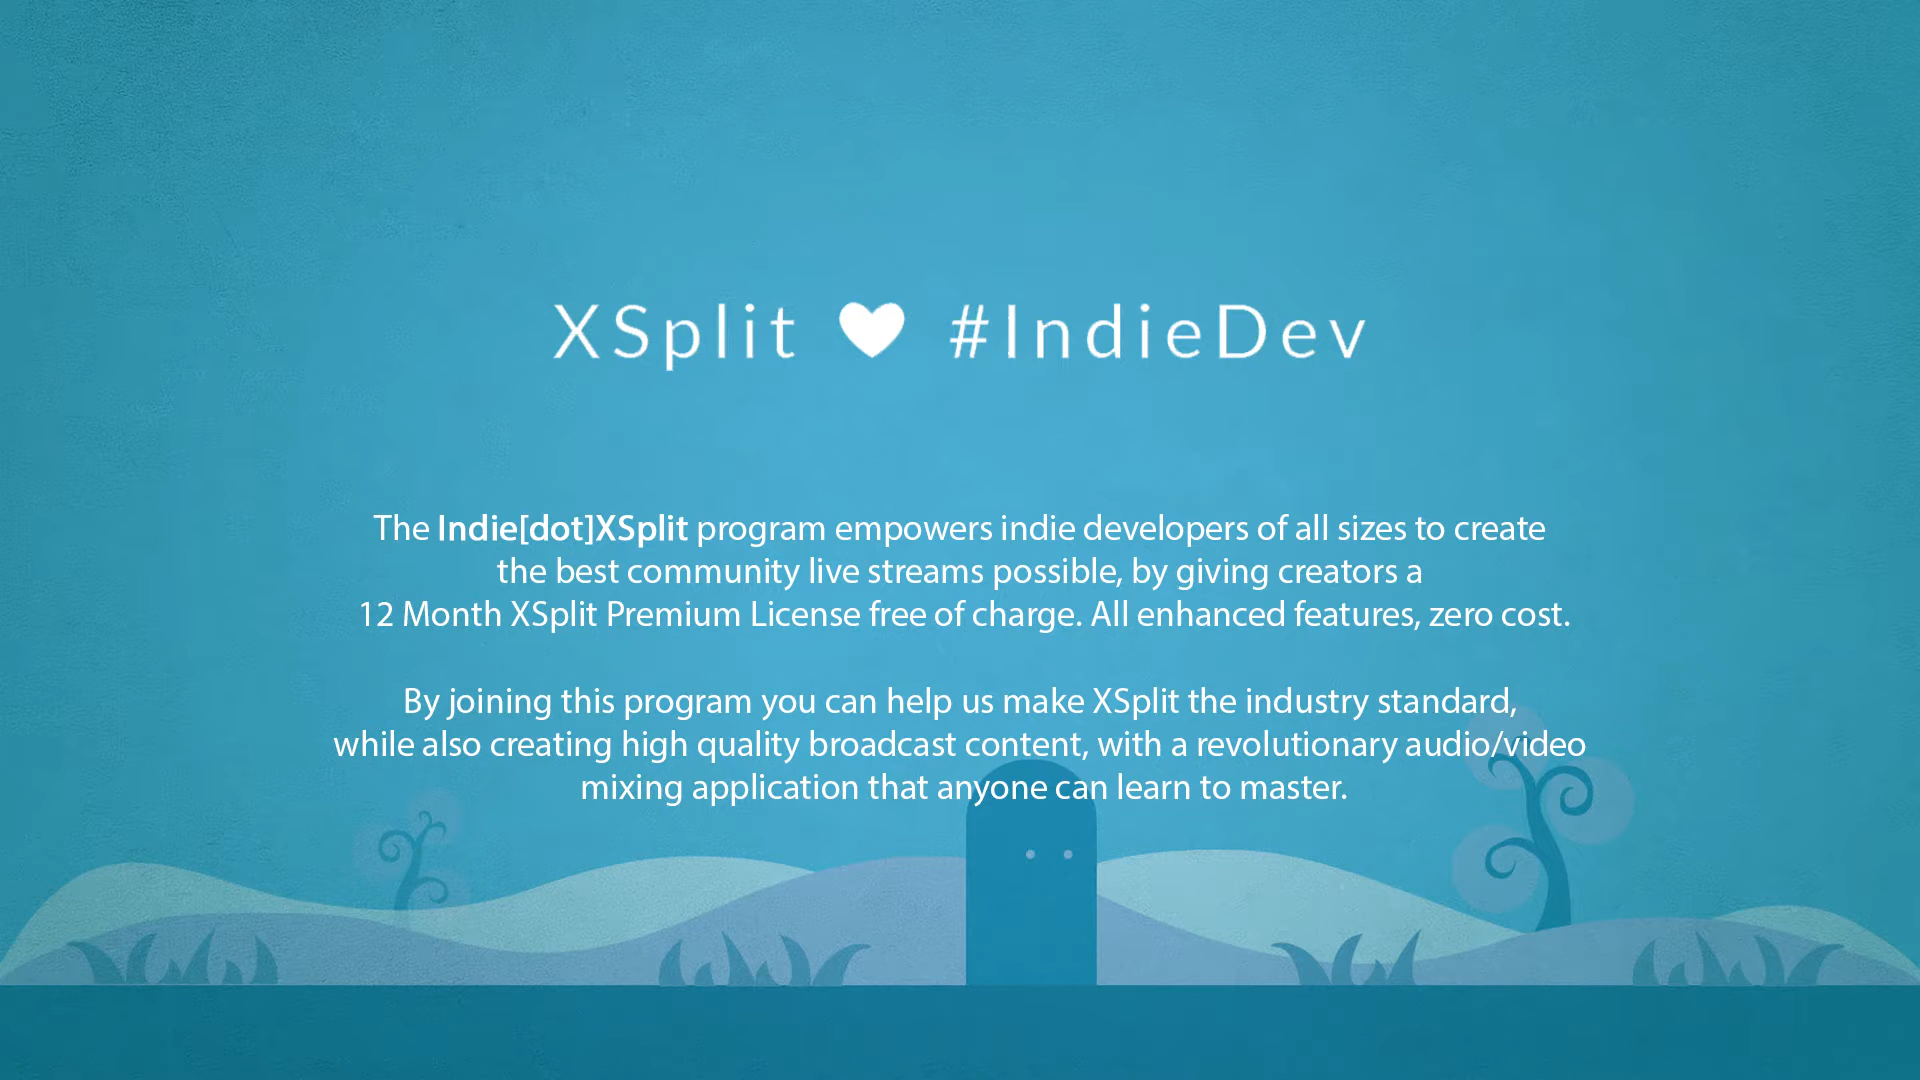 XSplit ♥ #IndieDev
The Indie[dot]XSplit program empowers indie developers of all sizes to create
the best community live streams possible, by giving creators a
12 Month XSplit Premium License free of charge. All enhanced features, zero cost.
By joining this program you can help us make XSplit the industry standard,
while also creating high quality broadcast content, with a revolutionary audio/video
mixing application that anyone can learn to master.